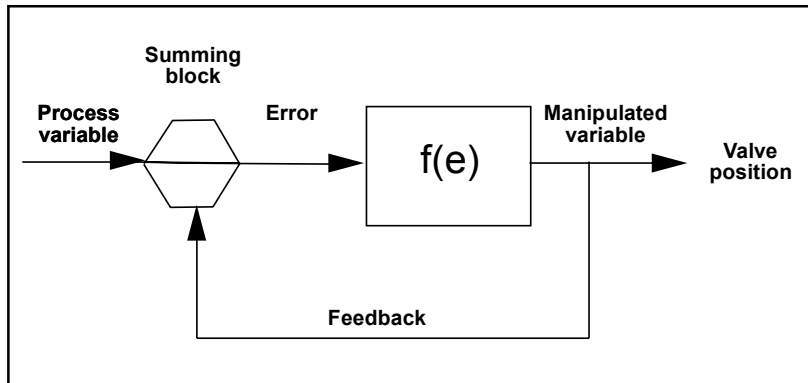 Summing
block
Process
variable
Error
f(e)
Manipulated
variable
Valve
position
Feedback